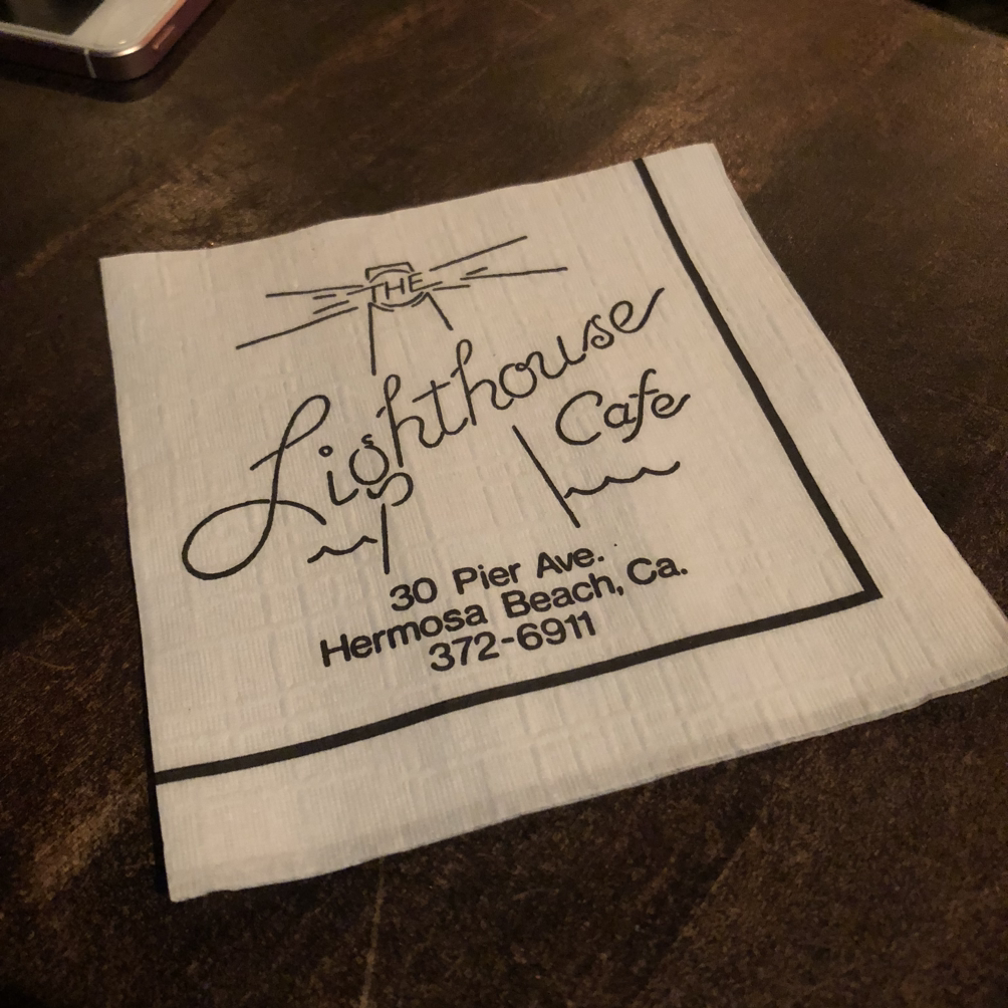 THE
Lighthouse
Cafe
30 Pier Ave.
Hermosa Beach, Ca.
372-6911